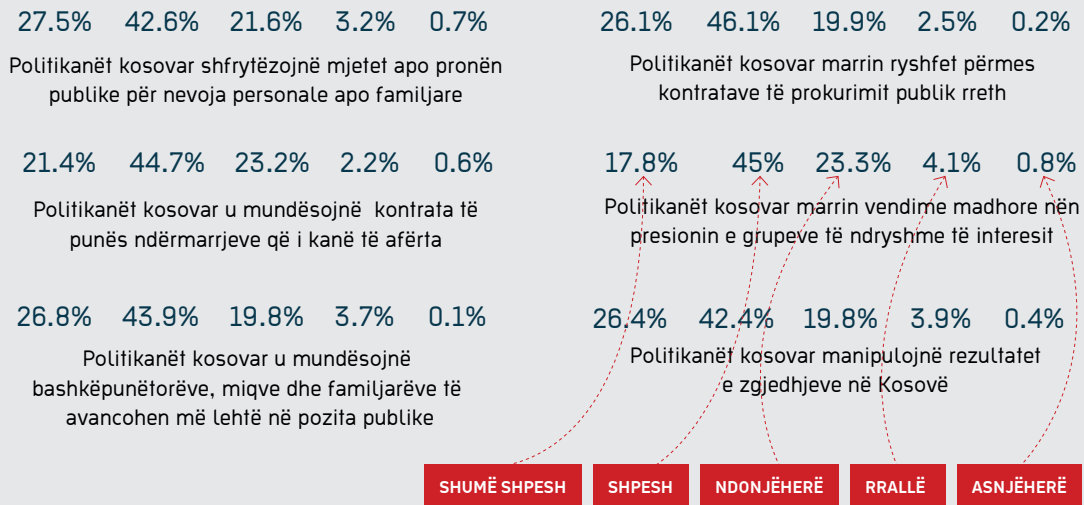 27.5% 42.6% 21.6% 3.2% 0.7%
Politikanët kosovar shfrytëzojnë mjetet apo pronën
publike për nevoja personale apo familjare
26.1% 46.1% 19.9% 2.5% 0.2%
Politikanët kosovar marrin ryshfet përmes
kontratave të prokurimit publik rreth
21.4% 44.7% 23.2% 2.2% 0.6%
Politikanët kosovar u mundësojnë kontrata të
punës ndërmarrjeve që i kanë të afërta
17.8% 45% 23.3% 4.1% 0.8%
Politikanët kosovar marrin vendime madhore nën
presionin e grupeve të ndryshme të interesit
26.8% 43.9% 19.8% 3.7% 0.1%
Politikanët kosovar u mundësojnë
bashkëpunëtorëve, miqve dhe familjarëve të
avancohen më lehtë në pozita publike
26.4% 42.4% 19.8% 3.9% 0.4%
Politikanët kosovar manipulojnë rezultatet
e zgjedhjeve në Kosovë
SHUMË SHPESH SHPESH NDONJËHERË RRALLË ASNJËHERË